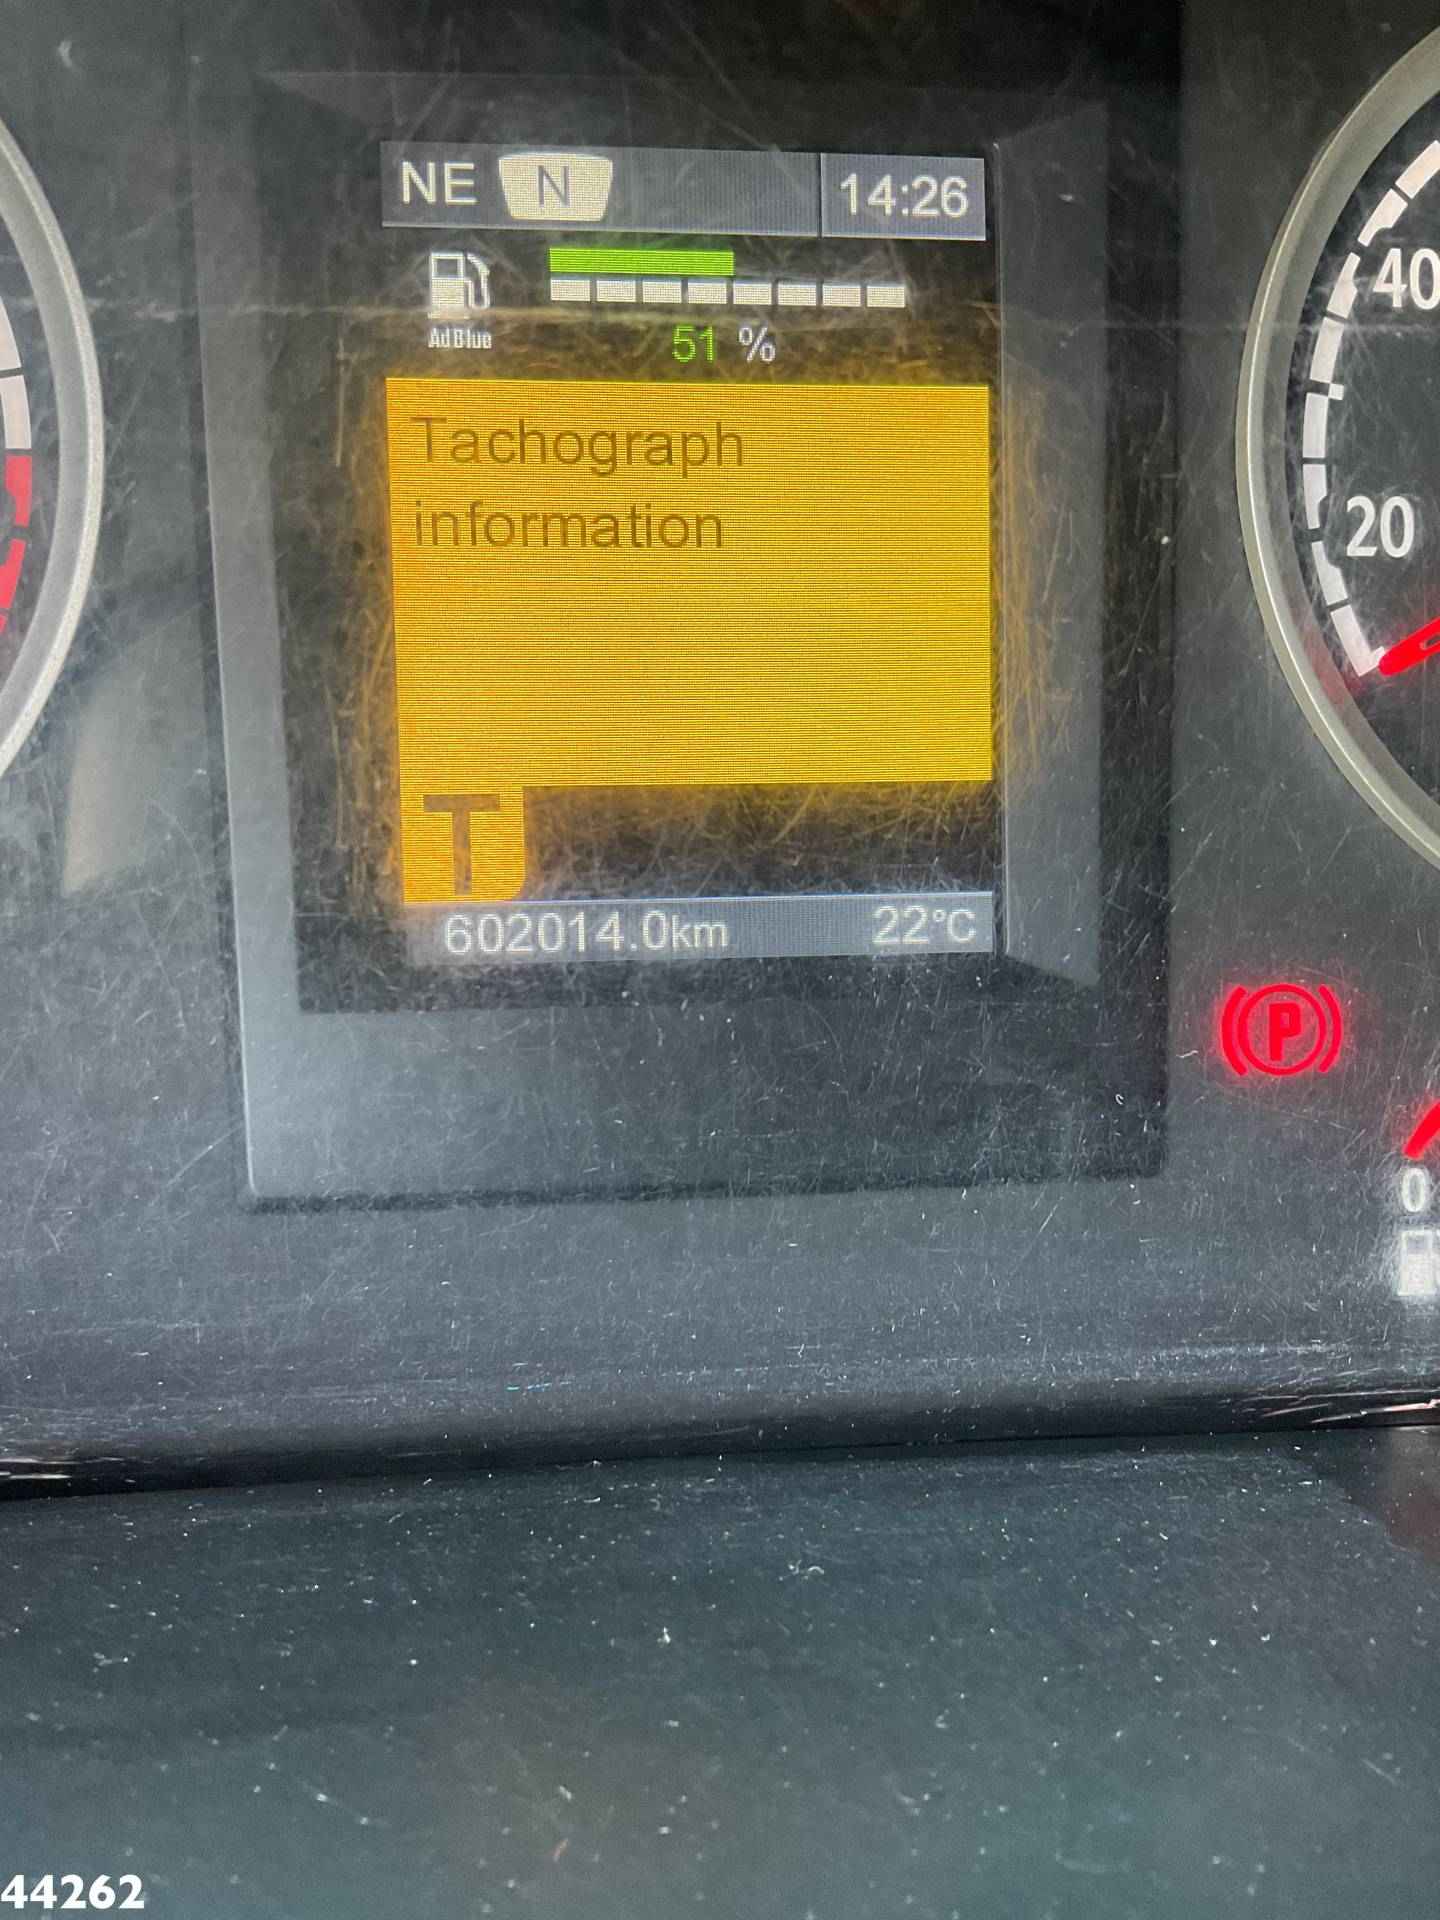 NE N 14:26
AdBlue
51 %
40
Tachograph
information
20
T
602014.0km 22°C
P
0
44262